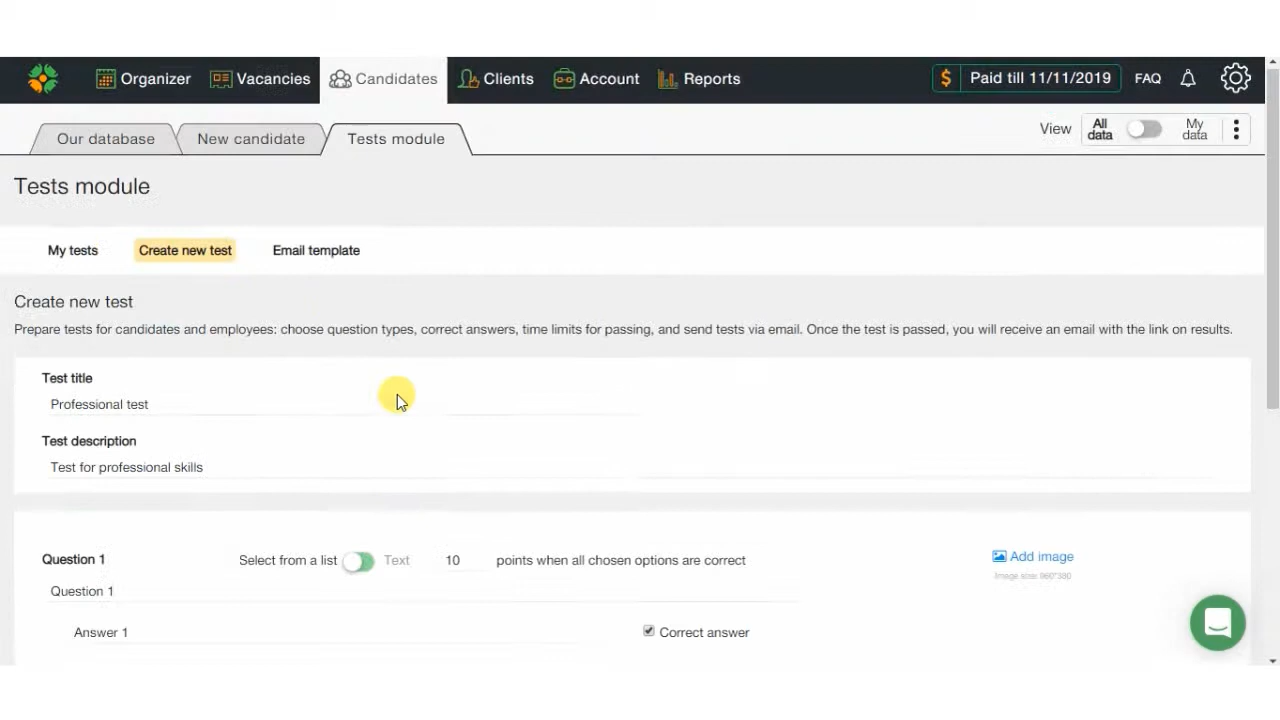 Organizer Vacancies Candidates Clients Account Reports $ Paid till 11/11/2019 FAQ
Our database New candidate Tests module View All data My data
Tests module
My tests Create new test Email template
Create new test
Prepare tests for candidates and employees: choose question types, correct answers, time limits for passing, and send tests via email. Once the test is passed, you will receive an email with the link on results.
Test title
Professional test
Test description
Test for professional skills
Question 1 Select from a list Text 10 points when all chosen options are correct Add image
Image size: 960*380
Question 1
Answer 1 Correct answer